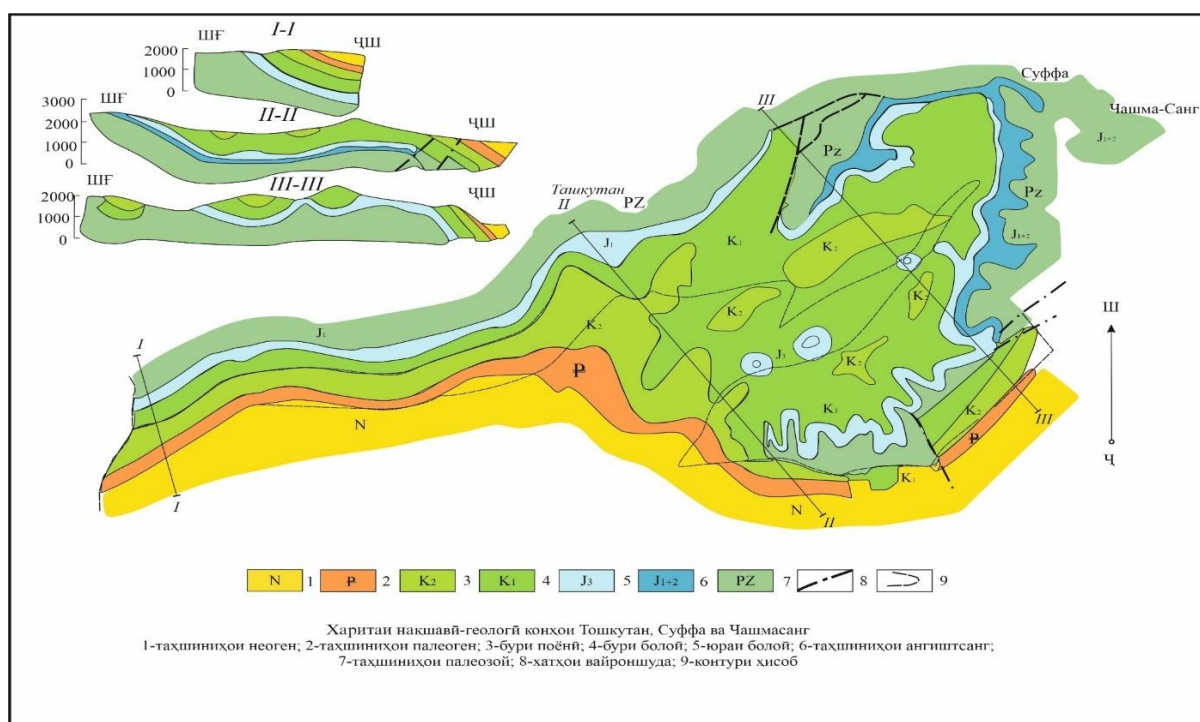 I-I
ШҒ
ҶШ
2000
1000
0
II-II
ШҒ
ҶШ
3000
2000
1000
0
III-III
ШҒ
ҶШ
2000
1000
0
Суффа
Чашма-Санг
J1+2
III
PZ
PZ
J1+2
Ташкутан
II
PZ
K1
K2
J1
K2
K2
K2
J1
I
J3
K2
Ш
Ҷ
P
N
K1
K2
P
III
K1
I
N
II
N 1 P 2 K2 3 K1 4 J3 5 J1+2 6 PZ 7 8 9
Харитаи нақшавӣ-геологӣ конҳои Тошкутан, Суффа ва Чашмасанг
1-таҳшиниҳои неоген; 2-таҳшиниҳои палеоген; 3-бури поёнӣ; 4-бури болоӣ; 5-юраи болоӣ; 6-таҳшиниҳои ангиштсанг;
7-таҳшиниҳои палеозой; 8-хатҳои вайроншуда; 9-контури ҳисоб